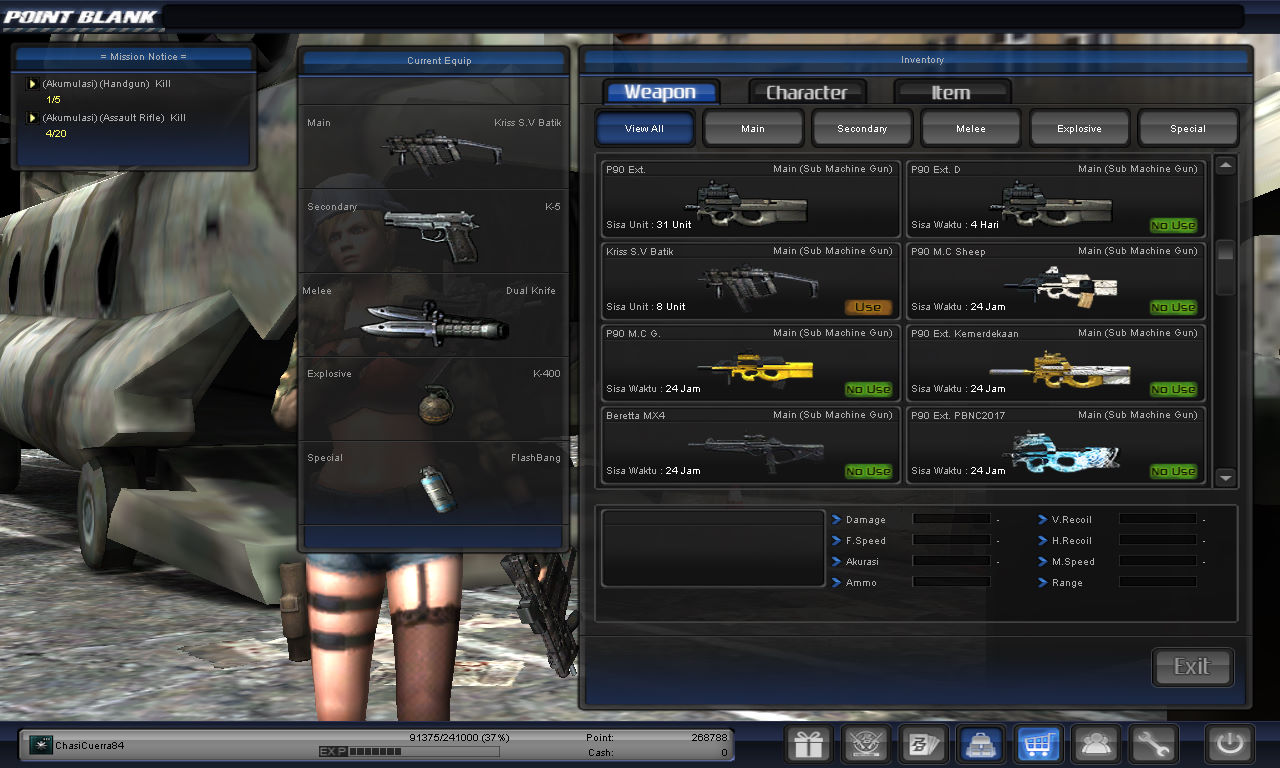 POINT BLANK
= Mission Notice =
(Akumulasi)(Handgun) Kill
1/5
(Akumulasi)(Assault Rifle) Kill
4/20
Current Equip
Main Kriss S.V Batik
Secondary K-5
Melee Dual Knife
Explosive K-400
Special FlashBang
Inventory
Weapon Character Item
View All Main Secondary Melee Explosive Special
P90 Ext. Main (Sub Machine Gun)
Sisa Unit : 31 Unit
P90 Ext. D Main (Sub Machine Gun)
Sisa Waktu : 4 Hari No Use
Kriss S.V Batik Main (Sub Machine Gun)
Sisa Unit : 8 Unit Use
P90 M.C Sheep Main (Sub Machine Gun)
Sisa Waktu : 24 Jam No Use
P90 M.C G. Main (Sub Machine Gun)
Sisa Waktu : 24 Jam No Use
P90 Ext. Kemerdekaan Main (Sub Machine Gun)
Sisa Waktu : 24 Jam No Use
Beretta MX4 Main (Sub Machine Gun)
Sisa Waktu : 24 Jam No Use
P90 Ext. PBNC2017 Main (Sub Machine Gun)
Sisa Waktu : 24 Jam No Use
Damage - V.Recoil -
F.Speed - H.Recoil -
Akurasi - M.Speed -
Ammo Range
Exit
ChasiCuerra84
91375/241000 (37%)
EXP
Point: 268788
Cash: 0